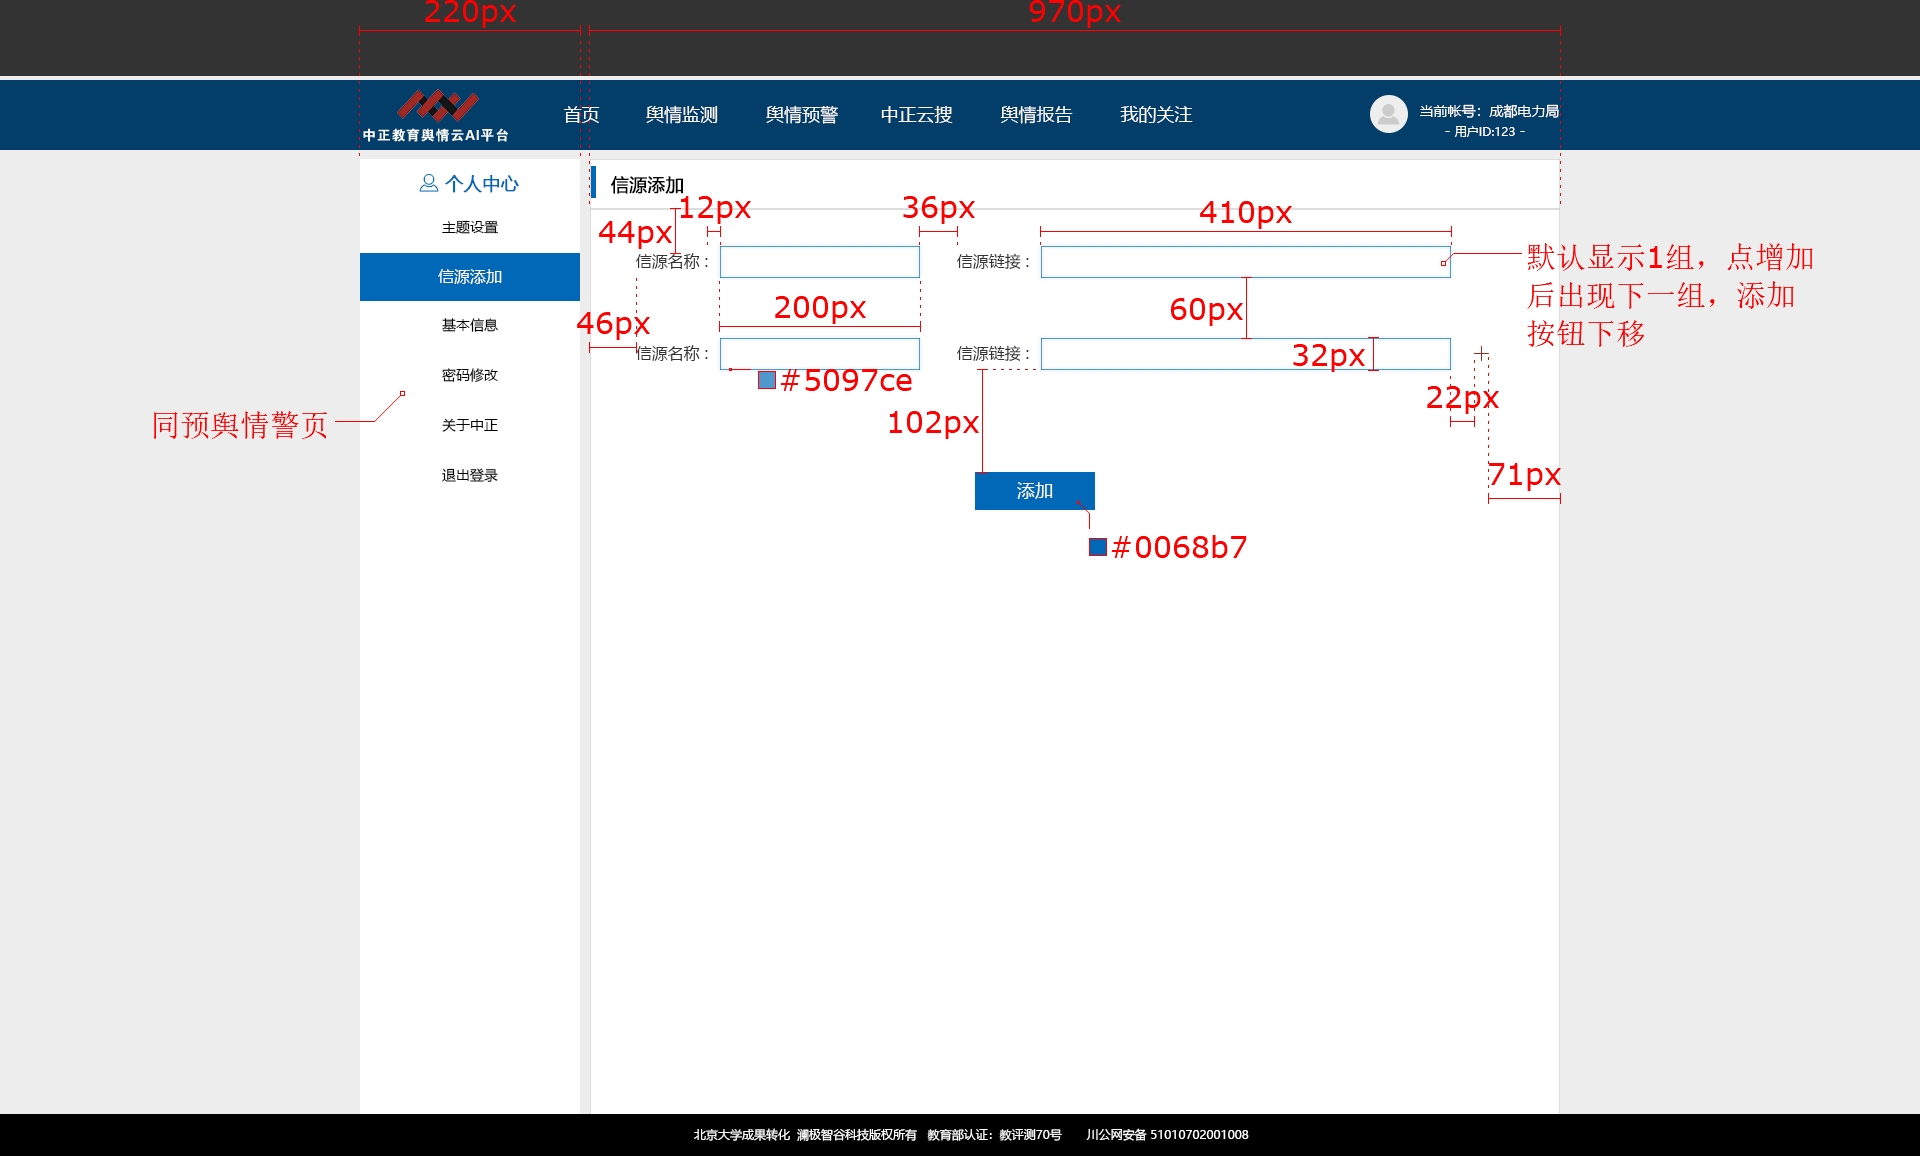 220px
970px
中正教育舆情云AI平台
首页
舆情监测
舆情预警
中正云搜
舆情报告
我的关注
当前帐号：成都电力局
- 用户ID:123 -
个人中心
主题设置
信源添加
基本信息
密码修改
关于中正
退出登录
同预舆情警页
信源添加
12px
36px
410px
44px
信源名称：
信源链接：
默认显示1组，点增加
后出现下一组，添加
按钮下移
200px
60px
46px
信源名称：
信源链接：
32px
#5097ce
22px
102px
71px
添加
#0068b7
北京大学成果转化 澜极智谷科技版权所有 教育部认证：教评测70号 川公网安备 51010702001008